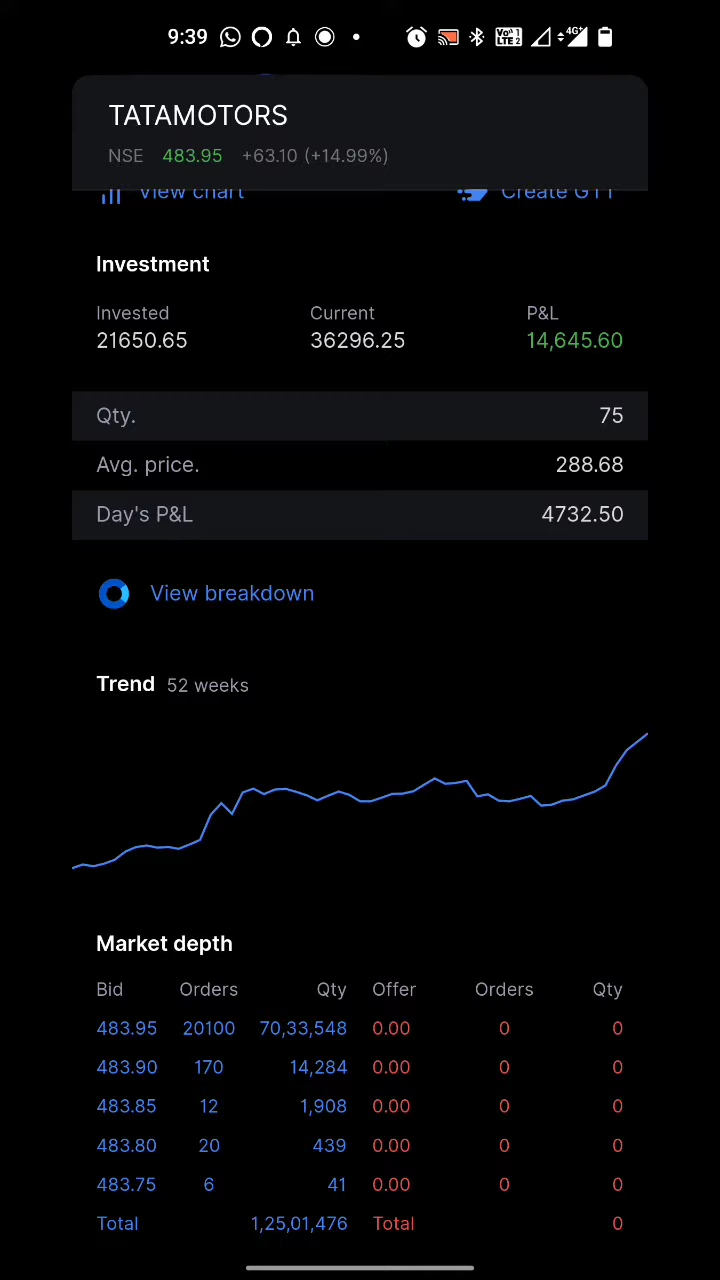 9:39
Vo 1 LTE 2 4G+
TATAMOTORS
NSE 483.95 +63.10 (+14.99%)
View chart Create GTT
Investment
Invested Current P&L
21650.65 36296.25 14,645.60
Qty. 75
Avg. price. 288.68
Day's P&L 4732.50
View breakdown
Trend 52 weeks
Market depth
Bid Orders Qty Offer Orders Qty
483.95 20100 70,33,548 0.00 0 0
483.90 170 14,284 0.00 0 0
483.85 12 1,908 0.00 0 0
483.80 20 439 0.00 0 0
483.75 6 41 0.00 0 0
Total 1,25,01,476 Total 0